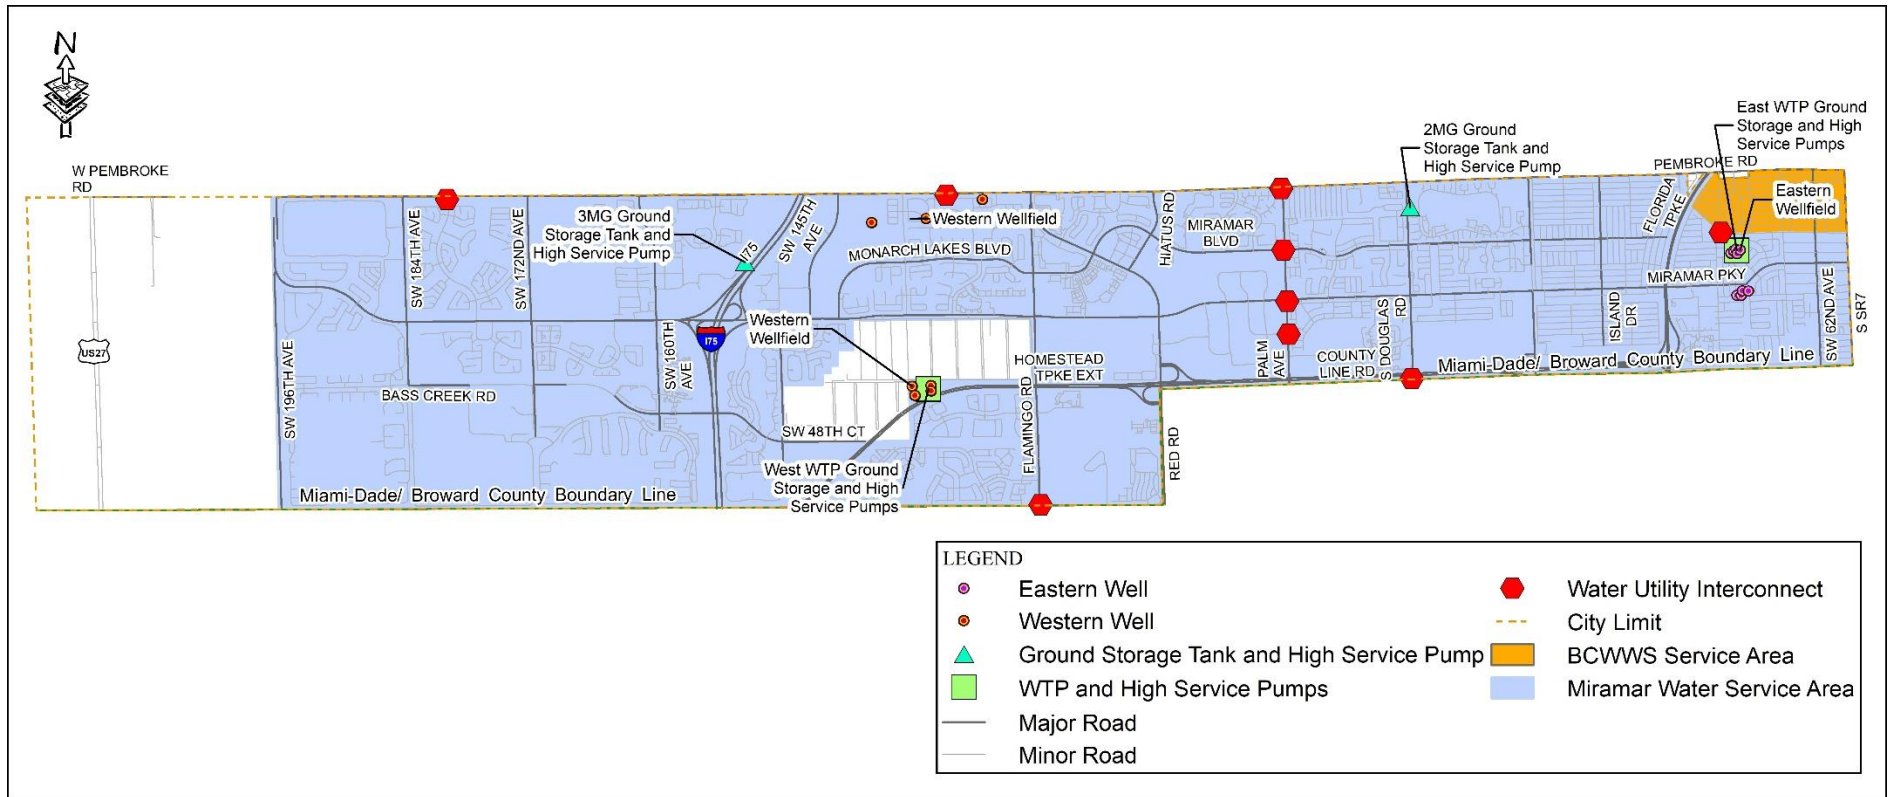 N
W PEMBROKE
RD
US27
SW 196TH AVE
SW 184TH AVE
SW 172ND AVE
BASS CREEK RD
SW 160TH
AVE
3MG Ground
Storage Tank and
High Service Pump
I75
I75
SW 145TH
AVE
Western Wellfield
MONARCH LAKES BLVD
Western
Wellfield
SW 48TH CT
West WTP Ground
Storage and High
Service Pumps
Miami-Dade/ Broward County Boundary Line
FLAMINGO RD
HOMESTEAD
TPKE EXT
HIATUS RD
RED RD
MIRAMAR
BLVD
PALM
AVE
COUNTY
LINE RD
S DOUGLAS
RD
2MG Ground
Storage Tank and
High Service Pump
Miami-Dade/ Broward County Boundary Line
ISLAND
DR
FLORIDA
TPKE
PEMBROKE RD
East WTP Ground
Storage and High
Service Pumps
Eastern
Wellfield
MIRAMAR PKY
SW 62ND AVE
S SR7
LEGEND
Eastern Well
Western Well
Ground Storage Tank and High Service Pump
WTP and High Service Pumps
Major Road
Minor Road
Water Utility Interconnect
City Limit
BCWWS Service Area
Miramar Water Service Area